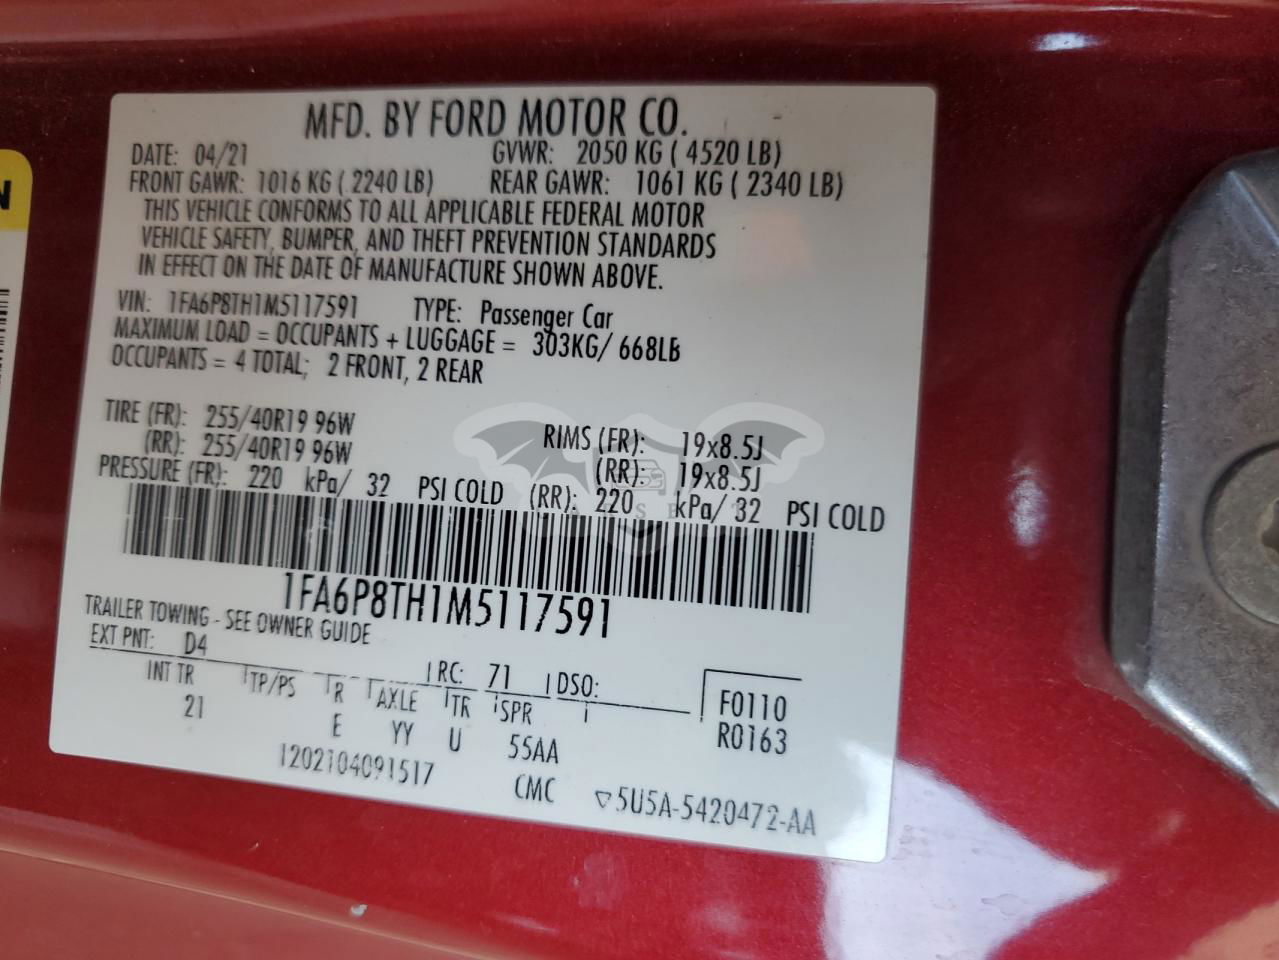 MFD. BY FORD MOTOR CO.
DATE: 04/21 GVWR: 2050 KG ( 4520 LB)
FRONT GAWR: 1016 KG ( 2240 LB) REAR GAWR: 1061 KG ( 2340 LB)
THIS VEHICLE CONFORMS TO ALL APPLICABLE FEDERAL MOTOR
VEHICLE SAFETY, BUMPER, AND THEFT PREVENTION STANDARDS
IN EFFECT ON THE DATE OF MANUFACTURE SHOWN ABOVE.
VIN: 1FA6P8TH1M5117591 TYPE: Passenger Car
MAXIMUM LOAD = OCCUPANTS + LUGGAGE = 303KG/ 668LB
OCCUPANTS = 4 TOTAL; 2 FRONT, 2 REAR
TIRE (FR): 255/40R19 96W RIMS (FR): 19x8.5J
(RR): 255/40R19 96W (RR): 19x8.5J
PRESSURE (FR): 220 kPa/ 32 PSI COLD (RR): 220 kPa/ 32 PSI COLD
1FA6P8TH1M5117591
TRAILER TOWING - SEE OWNER GUIDE
EXT PNT: D4 RC: 71 DSO:
INT TR TP/PS R AXLE TR SPR F0110
21 E YY U 55AA R0163
1202104091517 CMC ▽5U5A-5420472-AA
N